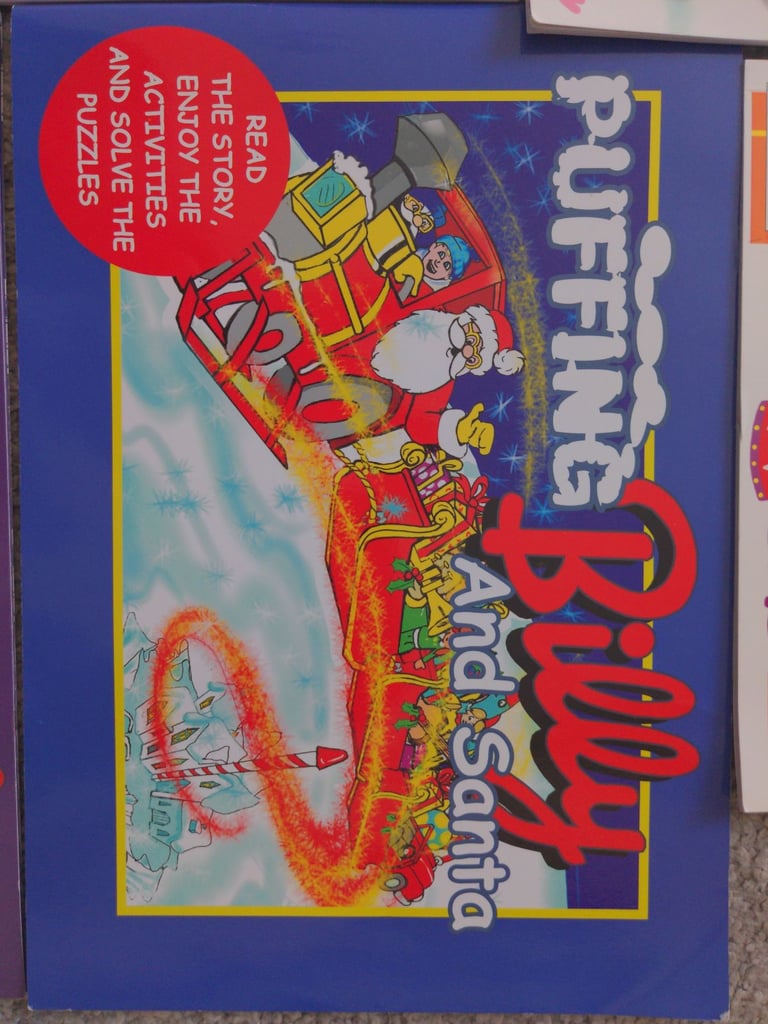 PUFFING
Billy
And Santa
READ
THE STORY,
ENJOY THE
ACTIVITIES
AND SOLVE THE
PUZZLES